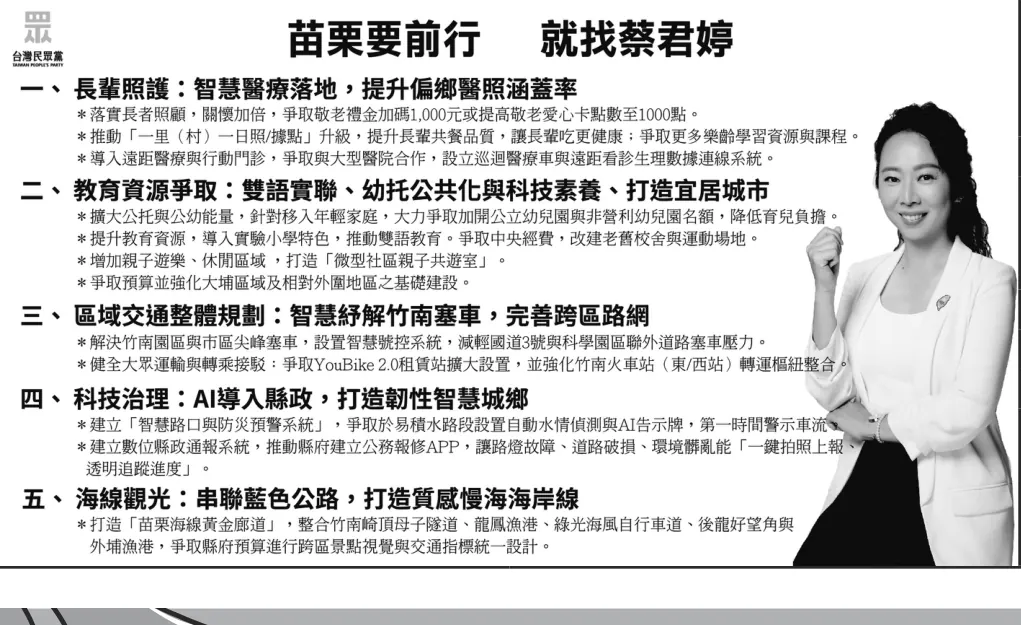 眾
台灣民眾黨
TAIWAN PEOPLE'S PARTY
苗栗要前行 就找蔡君婷
一、長輩照護：智慧醫療落地，提升偏鄉醫照涵蓋率
＊落實長者照顧，關懷加倍，爭取敬老禮金加碼1,000元或提高敬老愛心卡點數至1000點。
＊推動「一里（村）一日照/據點」升級，提升長輩共餐品質，讓長輩吃更健康；爭取更多樂齡學習資源與課程。
＊導入遠距醫療與行動門診，爭取與大型醫院合作，設立巡迴醫療車與遠距看診生理數據連線系統。
二、教育資源爭取：雙語實聯、幼托公共化與科技素養、打造宜居城市
＊擴大公托與公幼能量，針對移入年輕家庭，大力爭取加開公立幼兒園與非營利幼兒園名額，降低育兒負擔。
＊提升教育資源，導入實驗小學特色，推動雙語教育。爭取中央經費，改建老舊校舍與運動場地。
＊增加親子遊樂、休閒區域，打造「微型社區親子共遊室」。
＊爭取預算並強化大埔區域及相對外圍地區之基礎建設。
三、區域交通整體規劃：智慧紓解竹南塞車，完善跨區路網
＊解決竹南園區與市區尖峰塞車，設置智慧號控系統，減輕國道3號與科學園區聯外道路塞車壓力。
＊健全大眾運輸與轉乘接駁：爭取YouBike 2.0租賃站擴大設置，並強化竹南火車站（東/西站）轉運樞紐整合。
四、科技治理：AI導入縣政，打造韌性智慧城鄉
＊建立「智慧路口與防災預警系統」，爭取於易積水路段設置自動水情偵測與AI告示牌，第一時間警示車流。
＊建立數位縣政通報系統，推動縣府建立公務報修APP，讓路燈故障、道路破損、環境髒亂能「一鍵拍照上報、
透明追蹤進度」。
五、海線觀光：串聯藍色公路，打造質感慢海海岸線
＊打造「苗栗海線黃金廊道」，整合竹南崎頂母子隧道、龍鳳漁港、綠光海風自行車道、後龍好望角與
外埔漁港，爭取縣府預算進行跨區景點視覺與交通指標統一設計。